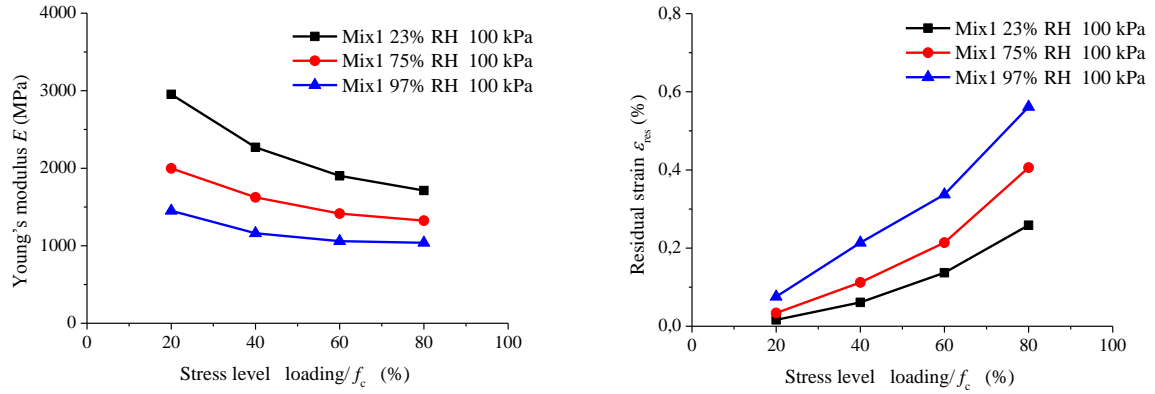 4000
3000
2000
1000
0
Young's modulus E (MPa)
Mix1 23% RH 100 kPa
Mix1 75% RH 100 kPa
Mix1 97% RH 100 kPa
0 20 40 60 80 100
Stress level loading/fc (%)
0,8
0,6
0,4
0,2
0,0
Residual strain εres (%)
Mix1 23% RH 100 kPa
Mix1 75% RH 100 kPa
Mix1 97% RH 100 kPa
0 20 40 60 80 100
Stress level loading/fc (%)